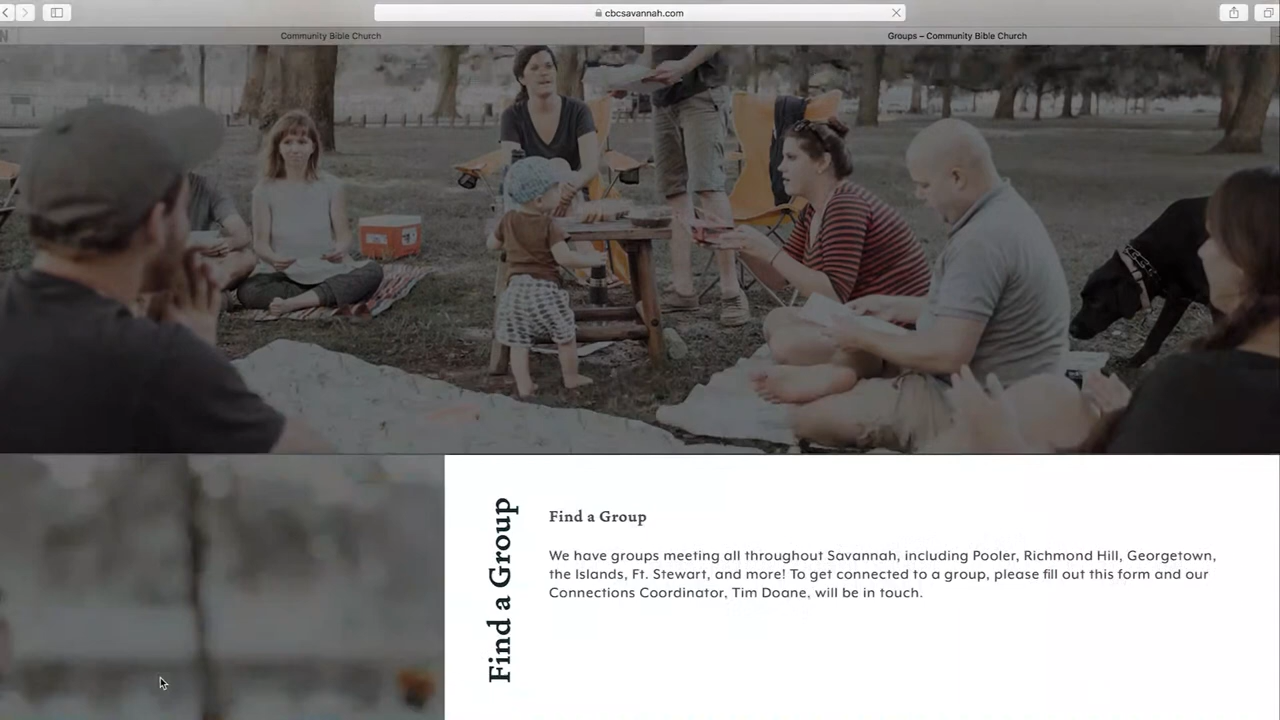 cbcsavannah.com
Community Bible Church
Groups – Community Bible Church
Find a Group
Find a Group
We have groups meeting all throughout Savannah, including Pooler, Richmond Hill, Georgetown,
the Islands, Ft. Stewart, and more! To get connected to a group, please fill out this form and our
Connections Coordinator, Tim Doane, will be in touch.